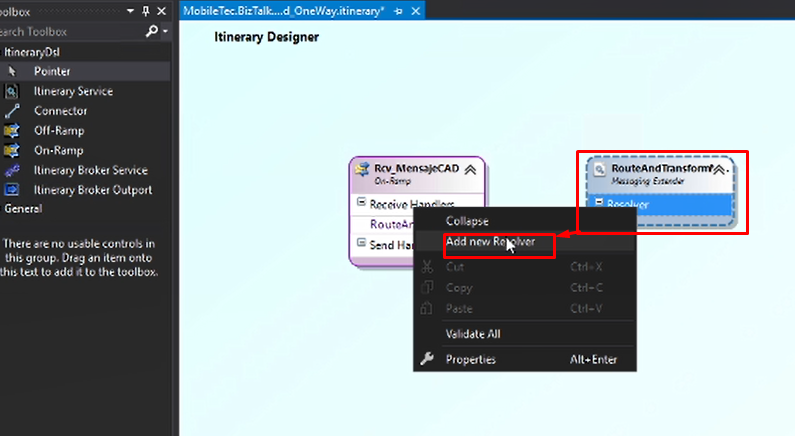 oolbox
MobileTec.BizTalk....d_OneWay.itinerary*
earch Toolbox
ItineraryDsl
Pointer
Itinerary Service
Connector
Off-Ramp
On-Ramp
Itinerary Broker Service
Itinerary Broker Outport
General
There are no usable controls in
this group. Drag an item onto
this text to add it to the toolbox.
Itinerary Designer
Rcv_MensajeCAD
On-Ramp
Receive Handlers
RouteAn
Send Han
RouteAndTransform
Messaging Extender
Resolver
Collapse
Add new Resolver
Cut Ctrl+X
Copy Ctrl+C
Paste Ctrl+V
Validate All
Properties Alt+Enter